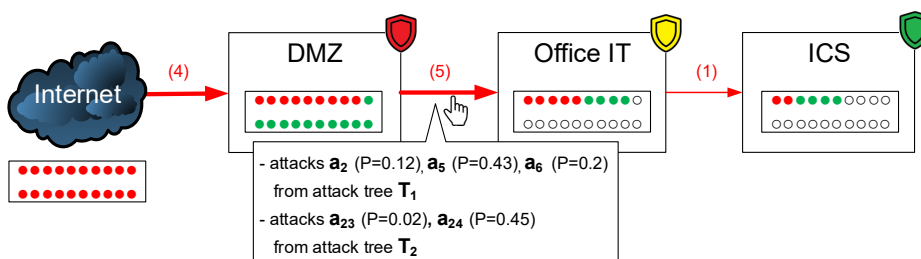 DMZ
Office IT
ICS
Internet
(4)
(5)
(1)
- attacks a2 (P=0.12), a5 (P=0.43), a6 (P=0.2)
from attack tree T1
- attacks a23 (P=0.02), a24 (P=0.45)
from attack tree T2